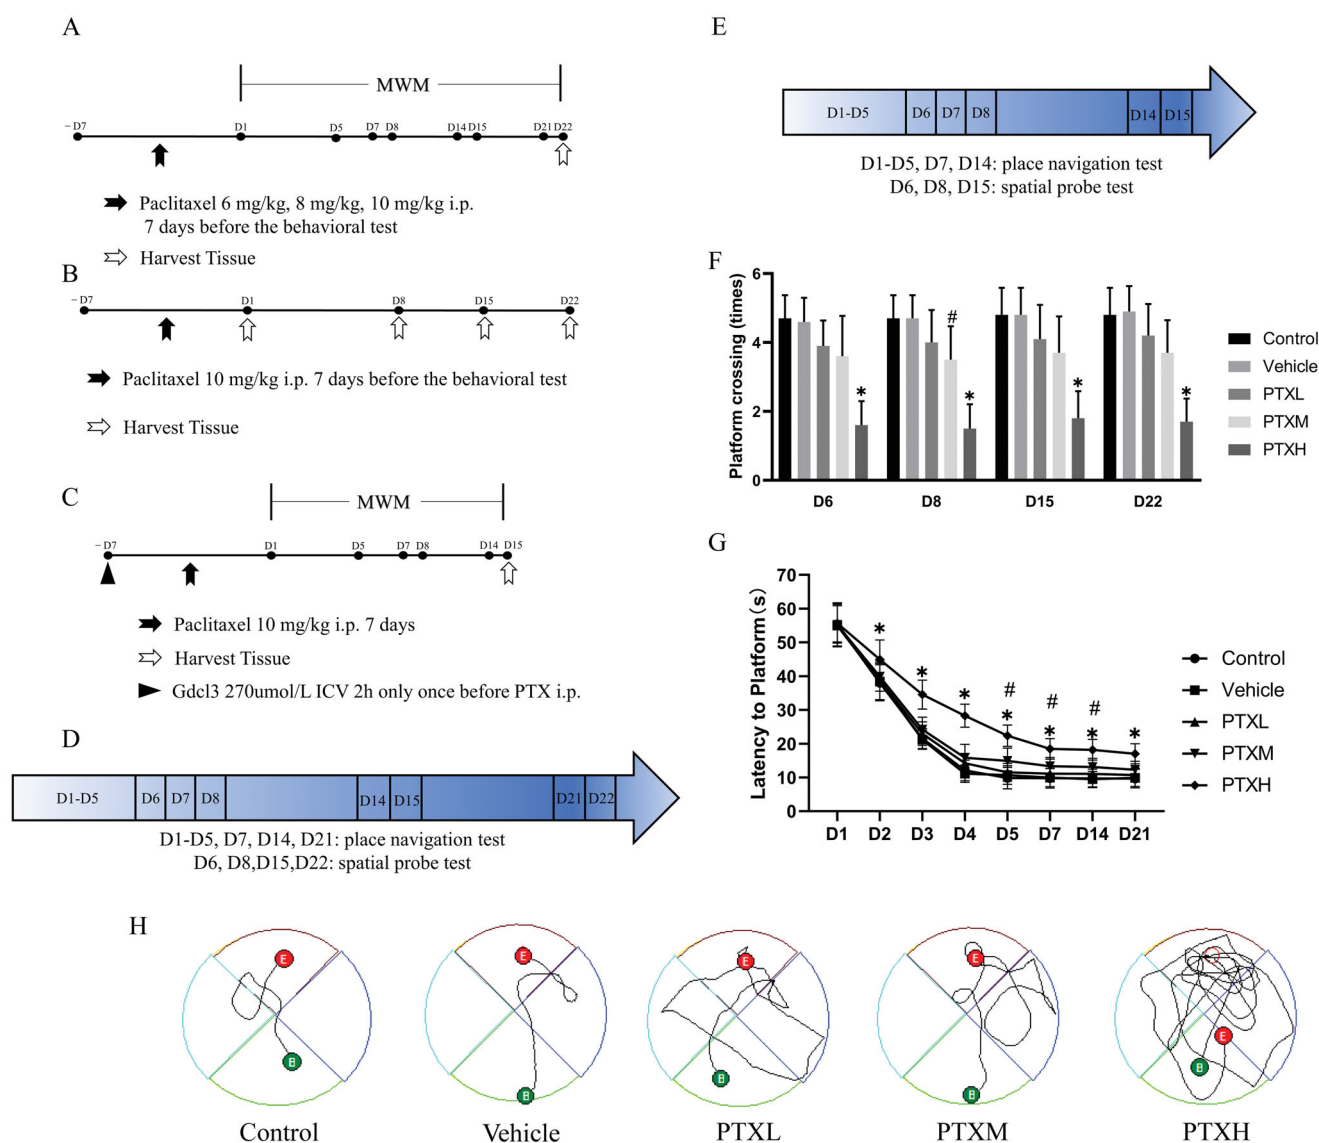 A
MWM
– D7
D1
D5
D7
D8
D14
D15
D21
D22
Paclitaxel 6 mg/kg, 8 mg/kg, 10 mg/kg i.p.
7 days before the behavioral test
Harvest Tissue
B
– D7
D1
D8
D15
D22
Paclitaxel 10 mg/kg i.p. 7 days before the behavioral test
Harvest Tissue
C
MWM
– D7
D1
D5
D7
D8
D14
D15
Paclitaxel 10 mg/kg i.p. 7 days
Harvest Tissue
Gdcl3 270umol/L ICV 2h only once before PTX i.p.
D
D1-D5
D6
D7
D8
D14
D15
D21
D22
D1-D5, D7, D14, D21: place navigation test
D6, D8,D15,D22: spatial probe test
E
D1-D5
D6
D7
D8
D14
D15
D1-D5, D7, D14: place navigation test
D6, D8, D15: spatial probe test
F
Platform crossing (times)
6
4
2
0
*
#
*
*
*
D6
D8
D15
D22
Control
Vehicle
PTXL
PTXM
PTXH
G
Latency to Platform(s)
70
60
50
40
30
20
10
0
*
*
*
#
*
#
*
#
*
*
D1
D2
D3
D4
D5
D7
D14
D21
Control
Vehicle
PTXL
PTXM
PTXH
H
E
B
Control
E
B
Vehicle
E
B
PTXL
E
B
PTXM
E
B
PTXH